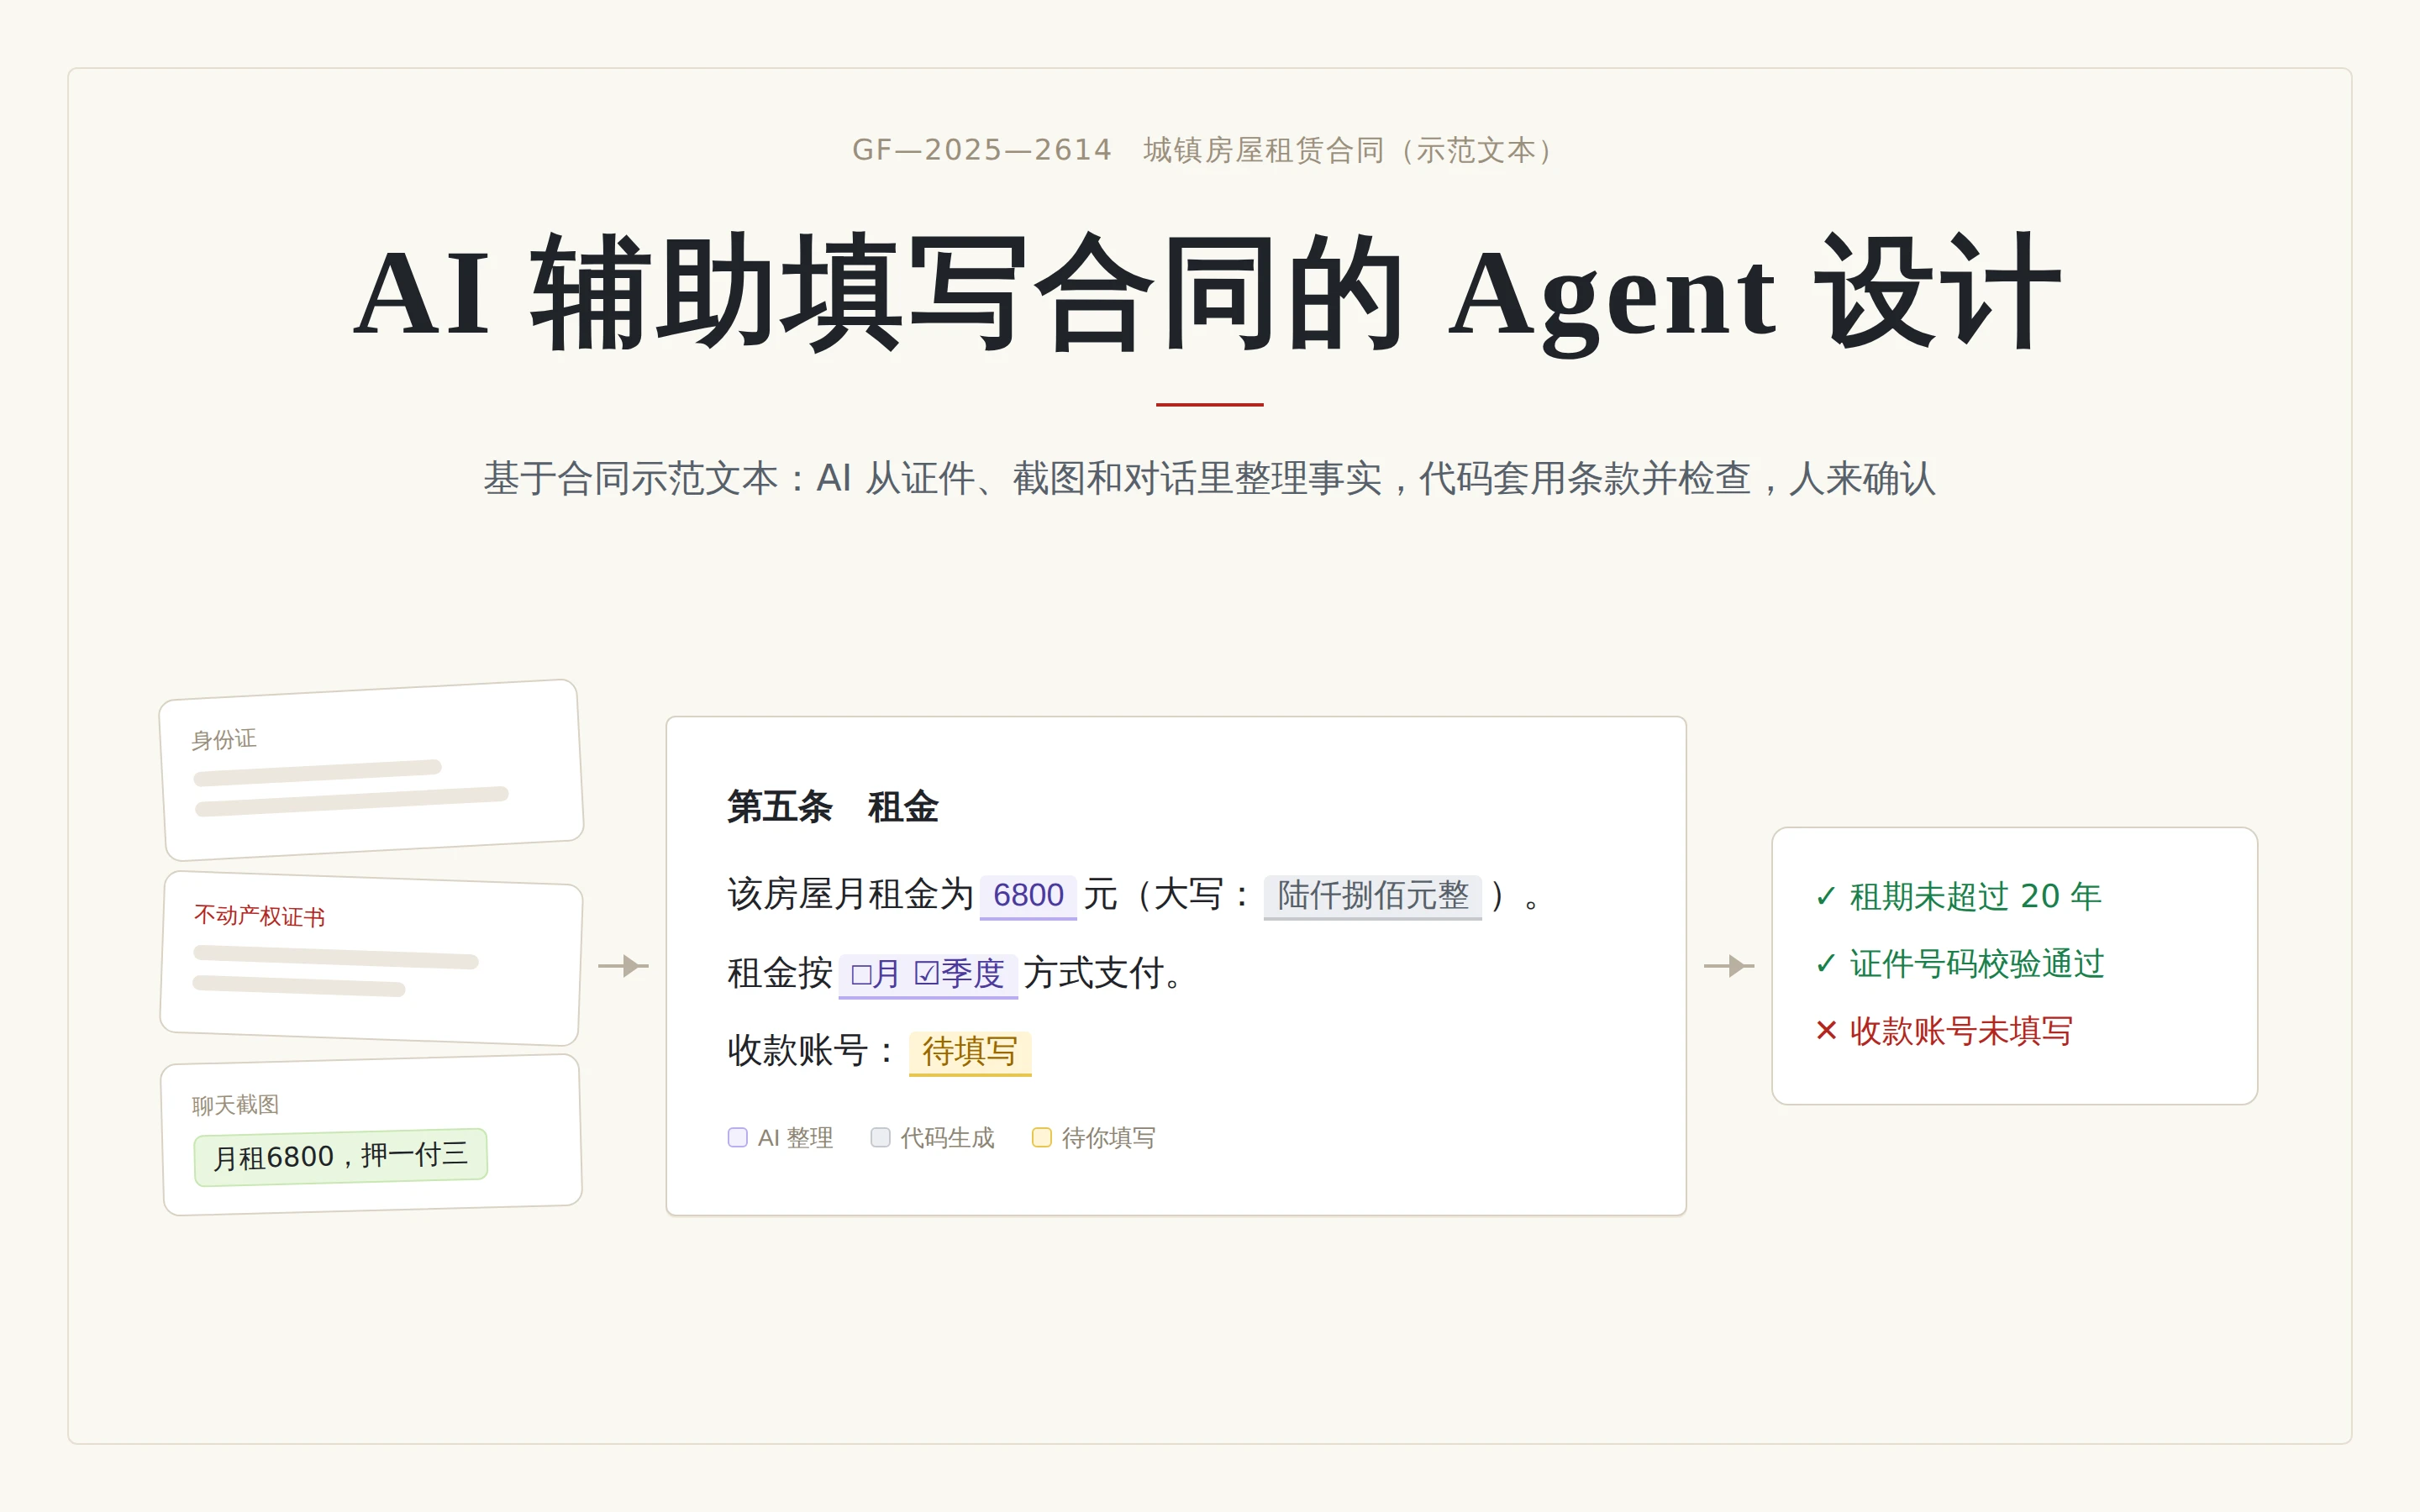 GF—2025—2614 城镇房屋租赁合同（示范文本）
AI 辅助填写合同的 Agent 设计
基于合同示范文本：AI 从证件、截图和对话里整理事实，代码套用条款并检查，人来确认
身份证
不动产权证书
聊天截图
月租6800，押一付三
第五条 租金
该房屋月租金为 6800 元（大写：陆仟捌佰元整）。
租金按 □月 ☑季度 方式支付。
收款账号：待填写
AI 整理 代码生成 待你填写
✓ 租期未超过 20 年
✓ 证件号码校验通过
✕ 收款账号未填写